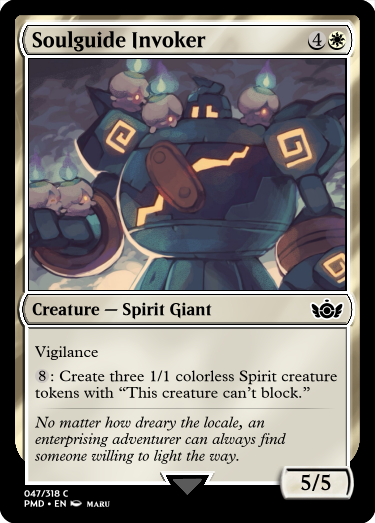 Soulguide Invoker 4
Creature — Spirit Giant
Vigilance
8: Create three 1/1 colorless Spirit creature
tokens with “This creature can’t block.”
No matter how dreary the locale, an
enterprising adventurer can always find
someone willing to light the way.
5/5
047/318 C
PMD • EN MARU